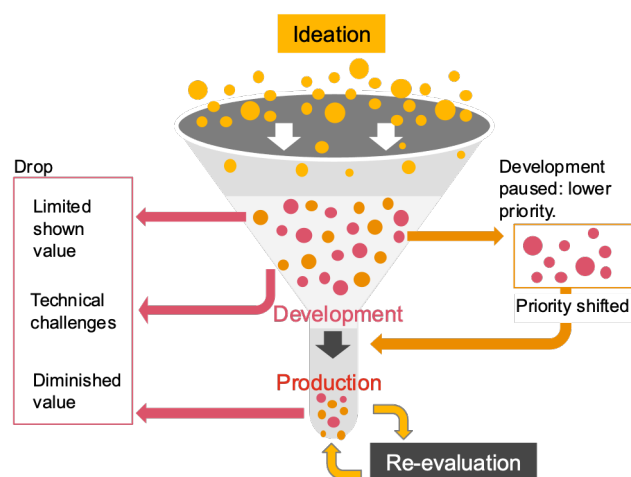 Ideation
Drop
Limited
shown
value
Technical
challenges
Diminished
value
Development
paused: lower
priority.
Priority shifted
Development
Production
Re-evaluation